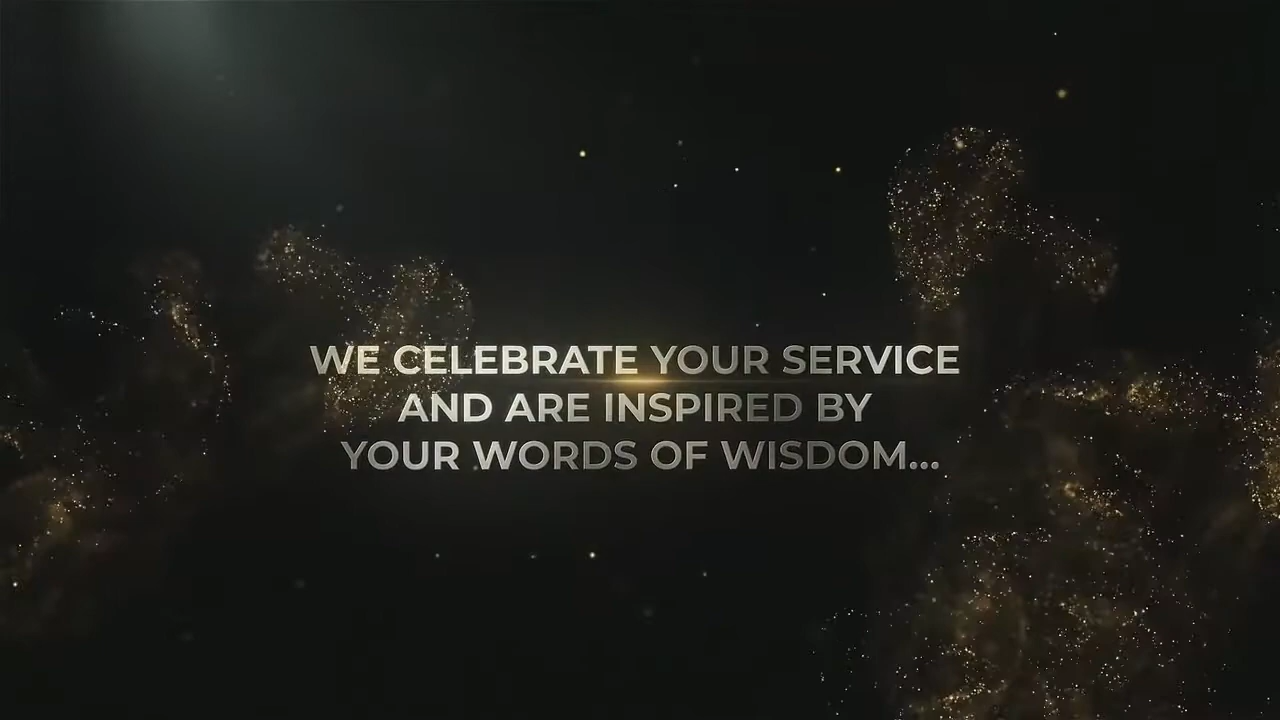 WE CELEBRATE YOUR SERVICE
AND ARE INSPIRED BY
YOUR WORDS OF WISDOM...